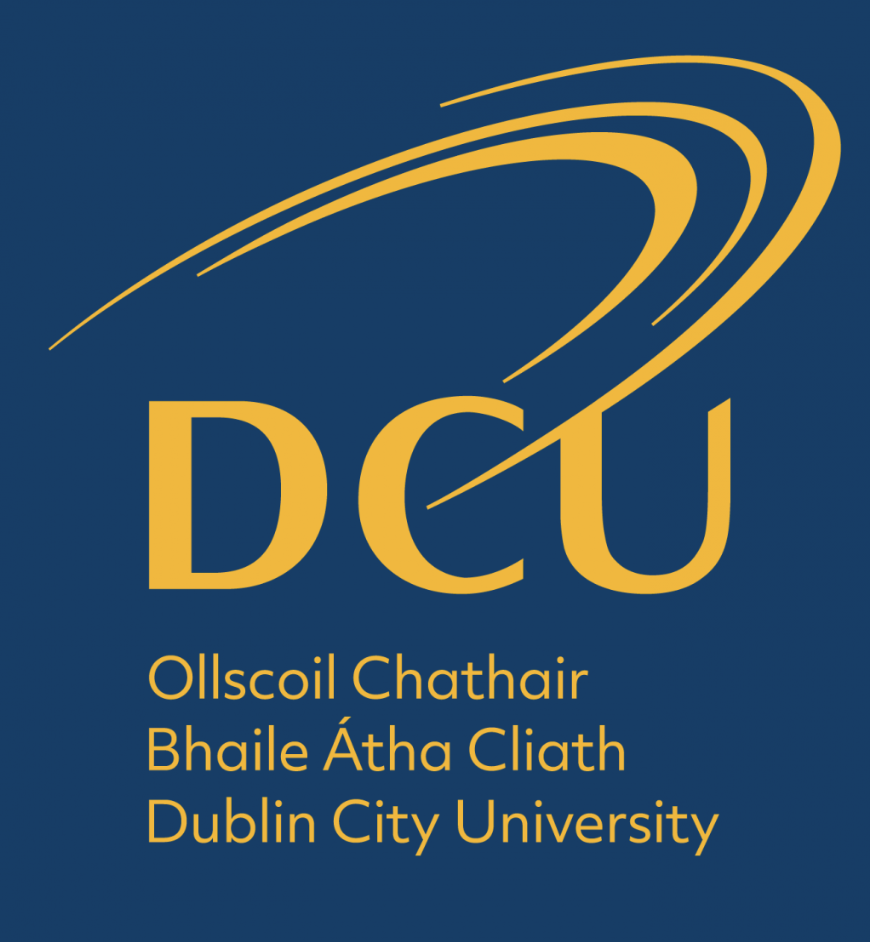 DCU
Ollscoil Chathair
Bhaile Átha Cliath
Dublin City University